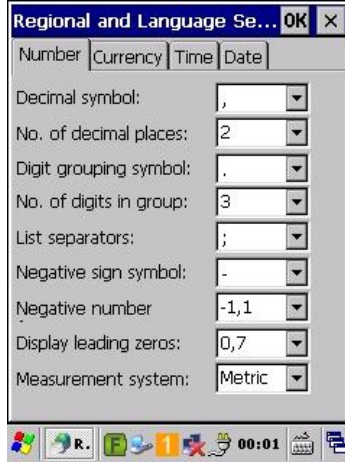 Regional and Language Se... OK ×
Number Currency Time Date
Decimal symbol: ,
No. of decimal places: 2
Digit grouping symbol: .
No. of digits in group: 3
List separators: ;
Negative sign symbol: -
Negative number -1,1
Display leading zeros: 0,7
Measurement system: Metric
R. F 1 00:01